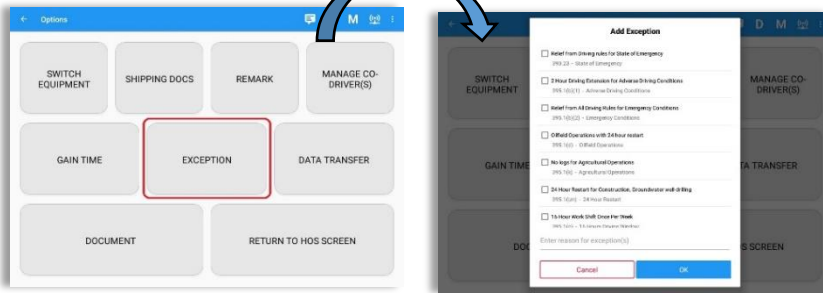 ← Options
M
SWITCH
EQUIPMENT
SHIPPING DOCS
REMARK
MANAGE CO-
DRIVER(S)
GAIN TIME
EXCEPTION
DATA TRANSFER
DOCUMENT
RETURN TO HOS SCREEN
D M
SWITCH
EQUIPMENT
MANAGE CO-
DRIVER(S)
GAIN TIME
TA TRANSFER
DOC
S SCREEN
Add Exception
Relief from Driving rules for State of Emergency
390.23 - State of Emergency
2 Hour Driving Extension for Adverse Driving Conditions
395.1(b)(1) - Adverse Driving Conditions
Relief from All Driving Rules for Emergency Conditions
395.1(b)(2) - Emergency Conditions
Oilfield Operations with 24 hour restart
395.1(d) - Oilfield Operations
No logs for Agricultural Operations
395.1(k) - Agricultural Operations
24 Hour Restart for Construction, Groundwater well drilling
395.1(m) - 24 Hour Restart
16 Hour Work Shift Once Per Week
Enter reason for exception(s)
Cancel
OK